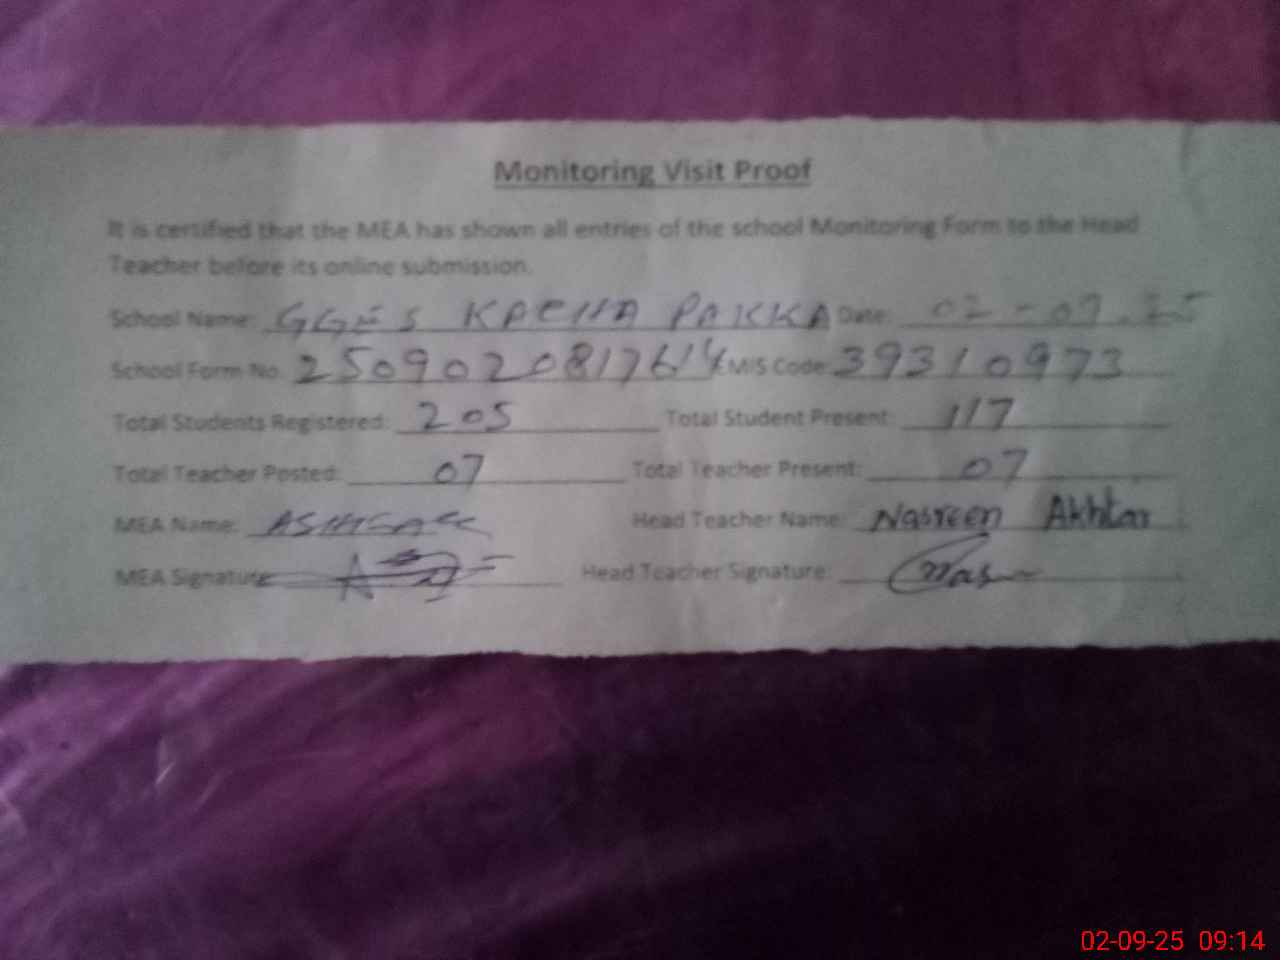 Monitoring Visit Proof
It is certified that the MEA has shown all entries of the school Monitoring Form to the Head
Teacher before its online submission.
School Name: GGES KACHA PAKKA Date: 02-09.25
School Form No. 2509020817614 EMIS Code: 39310973
Total Students Registered: 205 Total Student Present: 117
Total Teacher Posted: 07 Total Teacher Present: 07
MEA Name: Head Teacher Name: Nasreen Akhtar
MEA Signature Head Teacher Signature:
02-09-25 09:14